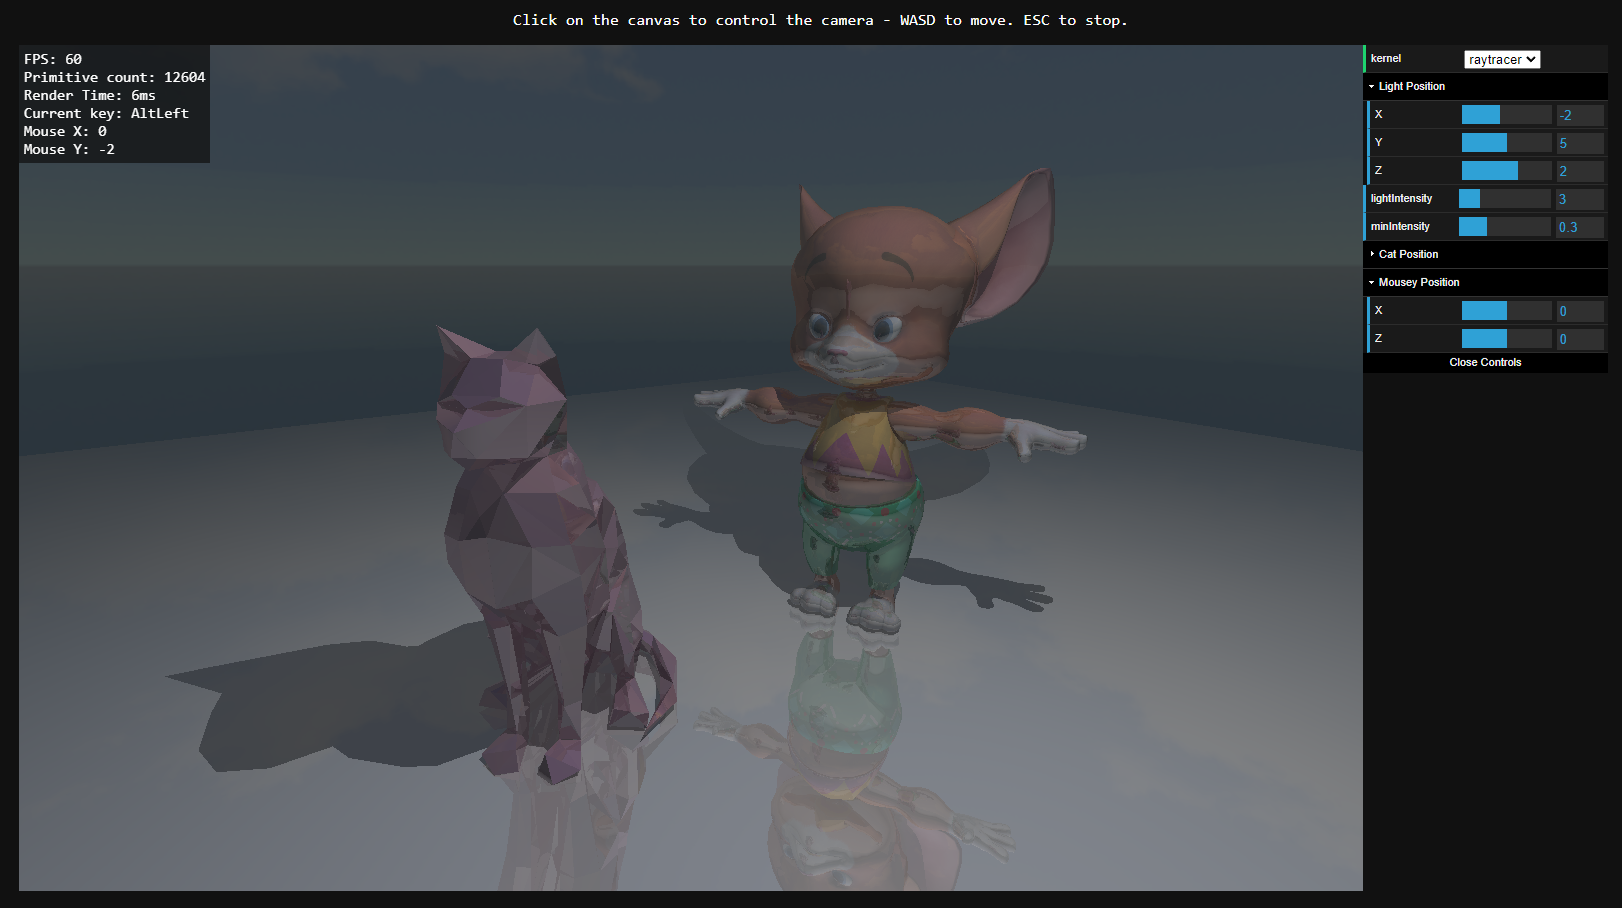 Click on the canvas to control the camera - WASD to move. ESC to stop.
FPS: 60
Primitive count: 12604
Render Time: 6ms
Current key: AltLeft
Mouse X: 0
Mouse Y: -2
kernel raytracer
Light Position
X -2
Y 5
Z 2
lightIntensity 3
minIntensity 0.3
Cat Position
Mousey Position
X 0
Z 0
Close Controls